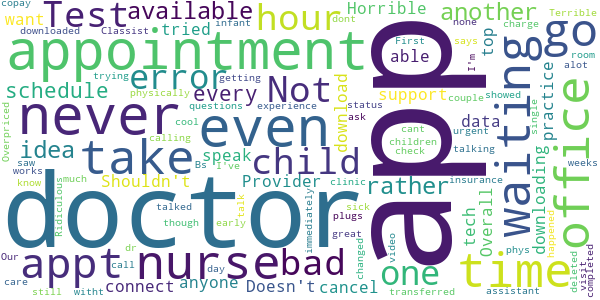 copay
downloaded
Classist
infant
dont
Horrible
another
top
charge
none
Terrible
want
Test
available
tried
hour
First
able
says
I'm
go
room
alot
appointment
error
trying
getting
physically
every
Not
download
support
couple
showed
schedule
never
even
questions
experience
status
ask
data
app
waiting
practice
office
cool
calling
cant
children
check
urgent
talking
single
idea
take
speak
Bs
I've
child
Overpriced
saw
works
know
much
Shouldn't
Provider
clinic
rather
insurance
weeks
doctor
Ridiculous
talked
though
early
talk
sick
plugs
great
immediately
changed
video
tech
Overall
downloading
phys
happened
deleted
visit
completed
Our
appt
dr
call
nurse
bad
one
time
care
still
witht
connect
day
anyone
Doesn't
cancel
transferred
assistant